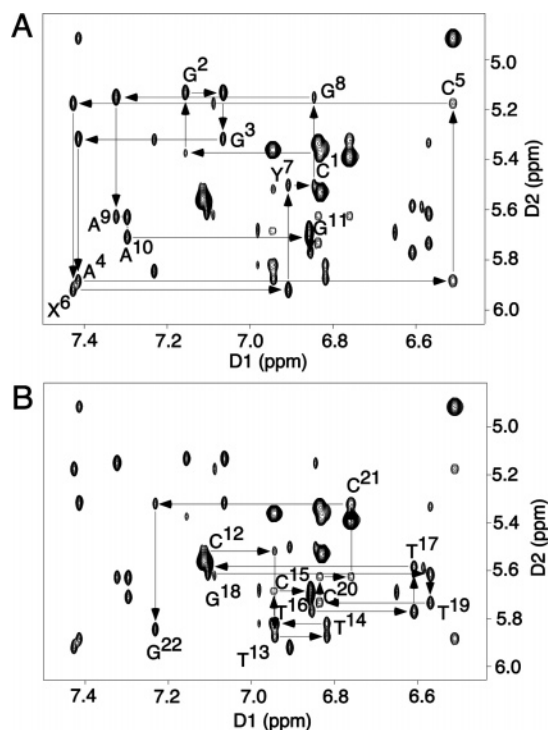 A
G2
G8
C5
G3
Y7
C1
A9
G11
A10
A4
X6
5.0
5.2
5.4
5.6
5.8
6.0
D2 (ppm)
7.4 7.2 7.0 6.8 6.6
D1 (ppm)
B
C21
C12
T17
G18
C15
C20
T16
T19
G22
T14
T13
5.0
5.2
5.4
5.6
5.8
6.0
D2 (ppm)
7.4 7.2 7.0 6.8 6.6
D1 (ppm)